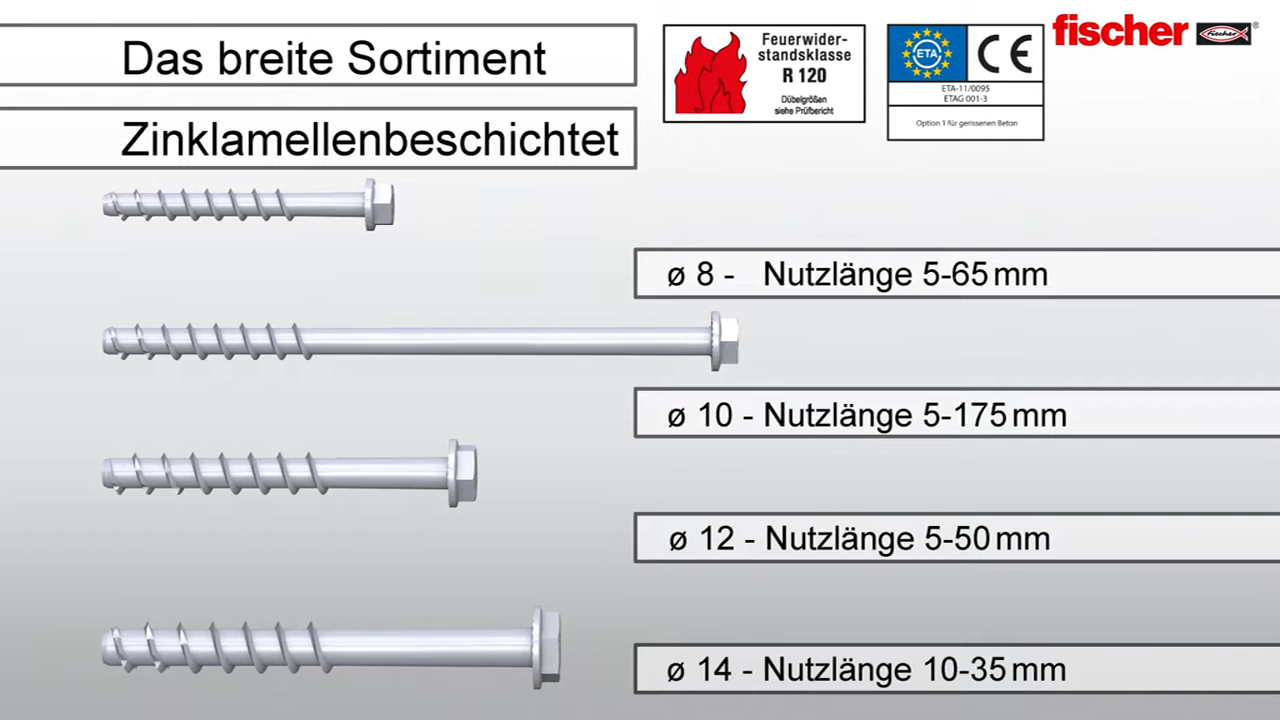 Das breite Sortiment
Zinklamellenbeschichtet
Feuerwider-
standsklasse
R 120
Dübelgrößen
siehe Prüfbericht
ETA
CE
ETA-11/0095
ETAG 001-3
Option 1 für gerissenen Beton
fischer
fischer
®
ø 8 - Nutzlänge 5-65 mm
ø 10 - Nutzlänge 5-175 mm
ø 12 - Nutzlänge 5-50 mm
ø 14 - Nutzlänge 10-35 mm